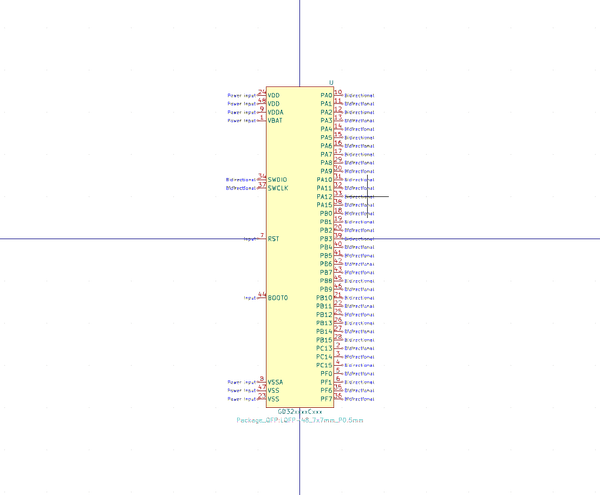 U
Power input 24 VDD
Power input 48 VDD
Power input 9 VDDA
Power input 1 VBAT
Bidirectional 34 SWDIO
Bidirectional 37 SWCLK
Input 7 RST
Input 44 BOOT0
Power input 8 VSSA
Power input 47 VSS
Power input 23 VSS
PA0 10 Bidirectional
PA1 11 Bidirectional
PA2 12 Bidirectional
PA3 13 Bidirectional
PA4 14 Bidirectional
PA5 15 Bidirectional
PA6 16 Bidirectional
PA7 17 Bidirectional
PA8 29 Bidirectional
PA9 30 Bidirectional
PA10 31 Bidirectional
PA11 32 Bidirectional
PA12 33 Bidirectional
PA15 38 Bidirectional
PB0 18 Bidirectional
PB1 19 Bidirectional
PB2 20 Bidirectional
PB3 39 Bidirectional
PB4 40 Bidirectional
PB5 41 Bidirectional
PB6 42 Bidirectional
PB7 43 Bidirectional
PB8 45 Bidirectional
PB9 46 Bidirectional
PB10 21 Bidirectional
PB11 22 Bidirectional
PB12 25 Bidirectional
PB13 26 Bidirectional
PB14 27 Bidirectional
PB15 28 Bidirectional
PC13 2 Bidirectional
PC14 3 Bidirectional
PC15 4 Bidirectional
PF0 5 Bidirectional
PF1 6 Bidirectional
PF6 35 Bidirectional
PF7 36 Bidirectional
Package_QFP:LQFP-48_7x7mm_P0.5mm